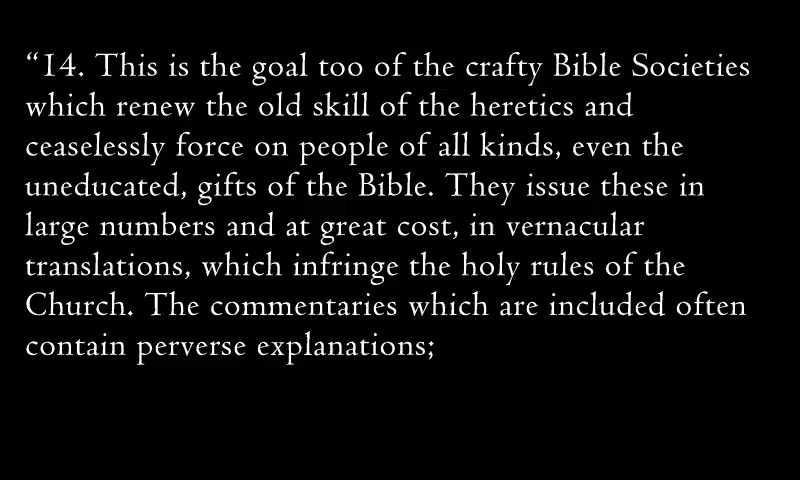 “14. This is the goal too of the crafty Bible Societies
which renew the old skill of the heretics and
ceaselessly force on people of all kinds, even the
uneducated, gifts of the Bible. They issue these in
large numbers and at great cost, in vernacular
translations, which infringe the holy rules of the
Church. The commentaries which are included often
contain perverse explanations;